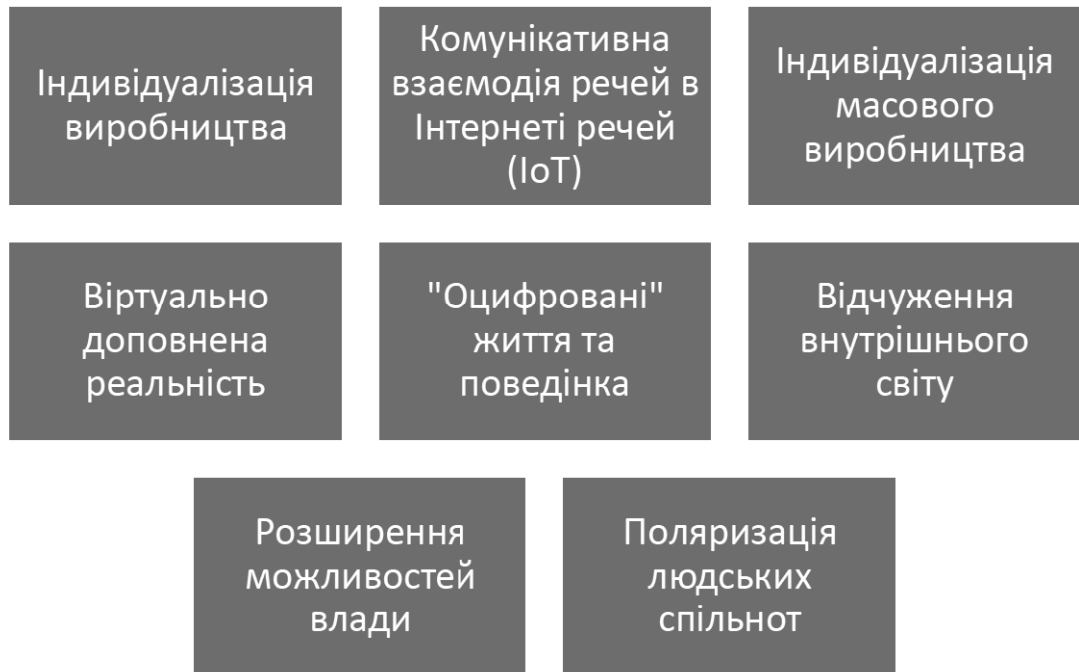 Індивідуалізація
виробництва
Комунікативна
взаємодія речей в
Інтернеті речей
(IoT)
Індивідуалізація
масового
виробництва
Віртуально
доповнена
реальність
"Оцифровані"
життя та
поведінка
Відчуження
внутрішнього
світу
Розширення
можливостей
влади
Поляризація
людських
спільнот